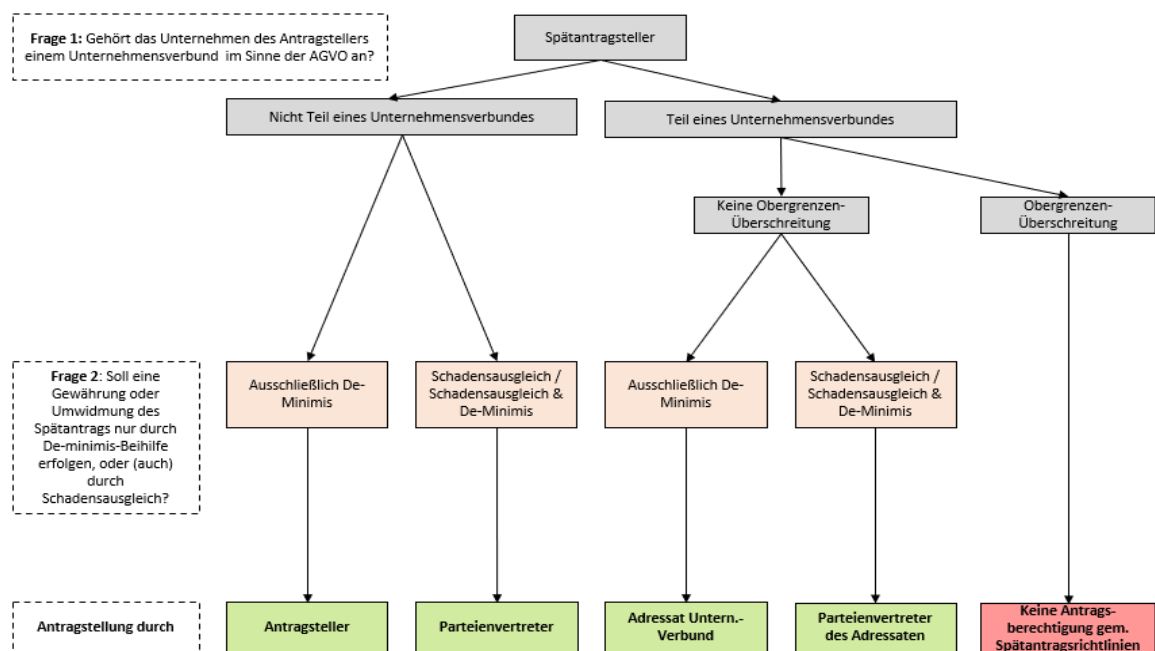 Frage 1: Gehört das Unternehmen des Antragstellers
einem Unternehmensverbund im Sinne der AGVO an?
Spätantragsteller
Nicht Teil eines Unternehmensverbundes
Teil eines Unternehmensverbundes
Keine Obergrenzen-
Überschreitung
Obergrenzen-
Überschreitung
Frage 2: Soll eine
Gewährung oder
Umwidmung des
Spätantrags nur durch
De-minimis-Beihilfe
erfolgen, oder (auch)
durch
Schadensausgleich?
Ausschließlich De-
Minimis
Schadensausgleich /
Schadensausgleich &
De-Minimis
Ausschließlich De-
Minimis
Schadensausgleich /
Schadensausgleich &
De-Minimis
Antragstellung durch
Antragsteller
Parteienvertreter
Adressat Untern.-
Verbund
Parteienvertreter
des Adressaten
Keine Antrags-
berechtigung gem.
Spätantragsrichtlinien